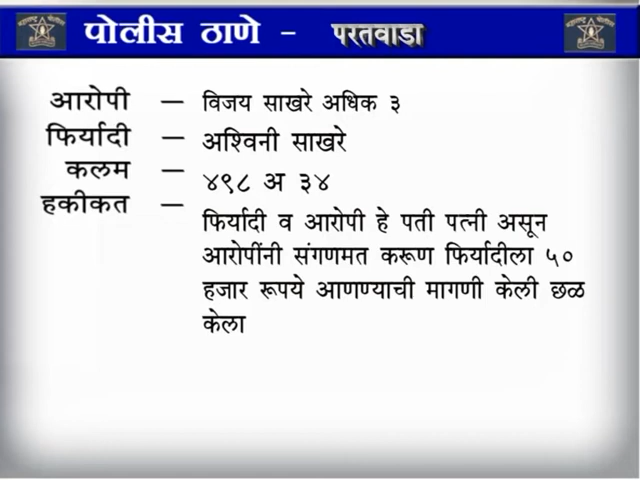 पोलीस ठाणे - परतवाडा
आरोपी — विजय साखरे अधिक ३
फिर्यादी — अश्विनी साखरे
कलम — ४९८ अ ३४
हकीकत —
फिर्यादी व आरोपी हे पती पत्नी असून
आरोपींनी संगणमत करूण फिर्यादीला ५०
हजार रूपये आणण्याची मागणी केली छळ
केला